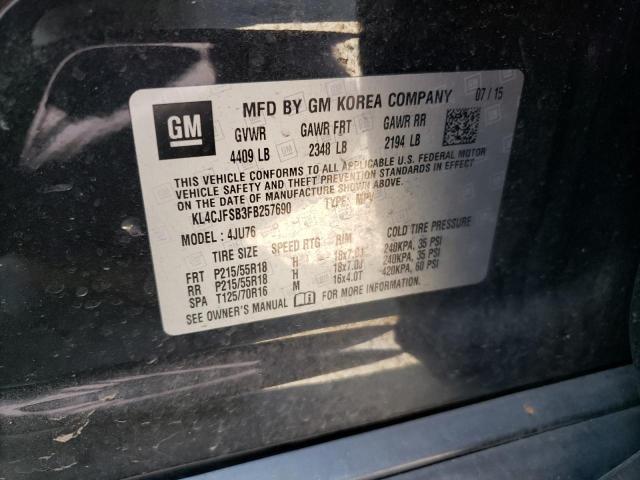 GM
MFD BY GM KOREA COMPANY 07 / 15
GVWR GAWR FRT GAWR RR
4409 LB 2348 LB 2194 LB
THIS VEHICLE CONFORMS TO ALL APPLICABLE U.S. FEDERAL MOTOR
VEHICLE SAFETY AND THEFT PREVENTION STANDARDS IN EFFECT ON
THE DATE OF MANUFACTURE SHOWN ABOVE.
KL4CJFSB3FB257690 TYPE: MPV
MODEL: 4JU76
TIRE SIZE SPEED RTG RIM COLD TIRE PRESSURE
FRT P215/55R18 H 18x7.0J 240KPA, 35 PSI
RR P215/55R18 H 18x7.0J 240KPA, 35 PSI
SPA T125/70R16 M 16x4.0T 420KPA, 60 PSI
SEE OWNER'S MANUAL FOR MORE INFORMATION.